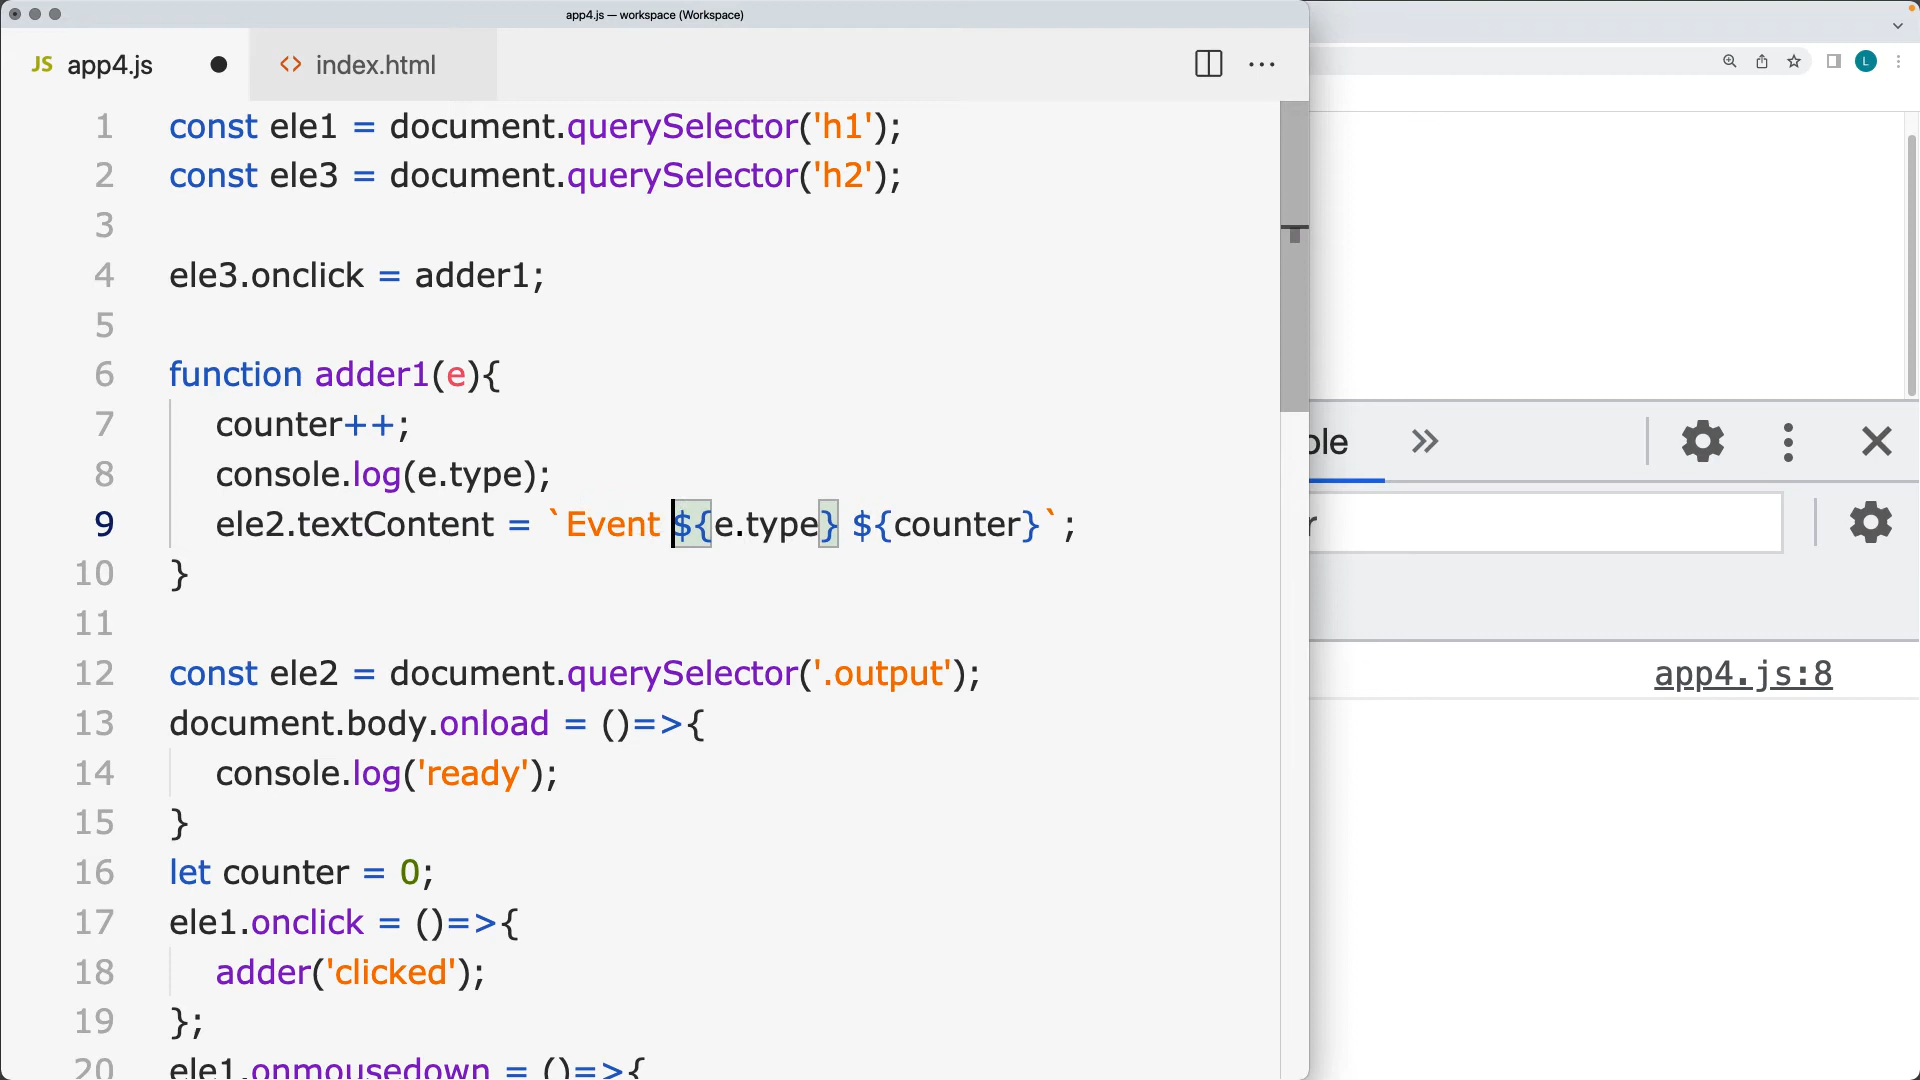 app4.js — workspace (Workspace)
JS app4.js
<> index.html
L
1 const ele1 = document.querySelector('h1');
2 const ele3 = document.querySelector('h2');
3
4 ele3.onclick = adder1;
5
6 function adder1(e){
7 counter++;
8 console.log(e.type);
9 ele2.textContent = `Event ${e.type} ${counter}`;
10 }
11
12 const ele2 = document.querySelector('.output');
13 document.body.onload = ()=>{
14 console.log('ready');
15 }
16 let counter = 0;
17 ele1.onclick = ()=>{
18 adder('clicked');
19 };
20 ele1.onmousedown = ()=>{
ole
r
app4.js:8